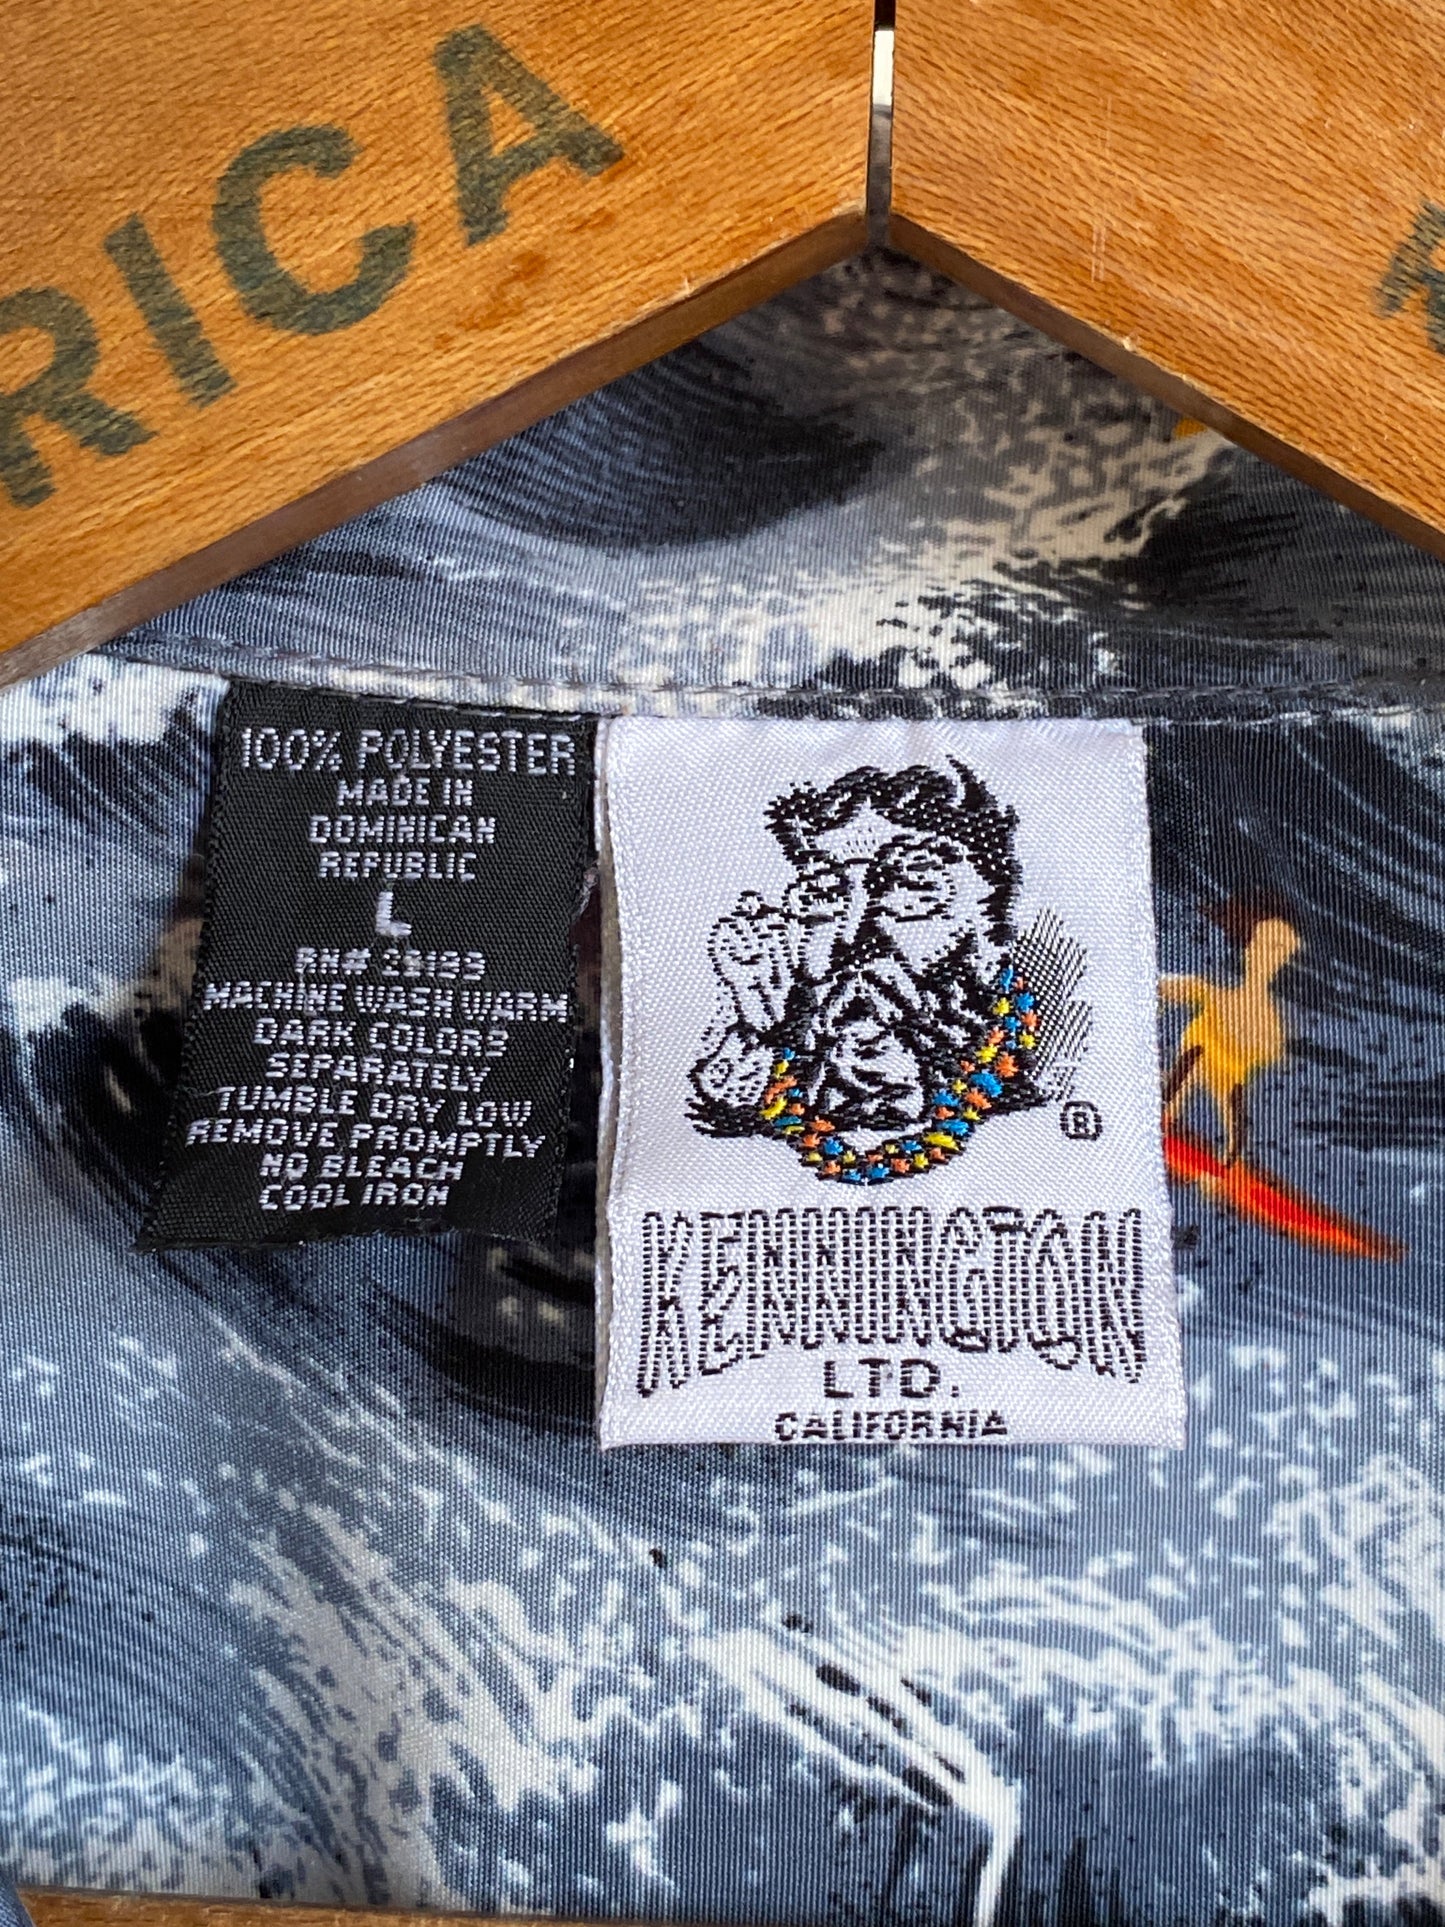 RICA
100% POLYESTER
MADE IN
DOMINICAN
REPUBLIC
L
MACHINE WASH WARM
DARK COLORS
SEPARATELY
TUMBLE DRY LOW
REMOVE PROMPTLY
NO BLEACH
COOL IRON
®
KENNINGTON
LTD.
CALIFORNIA